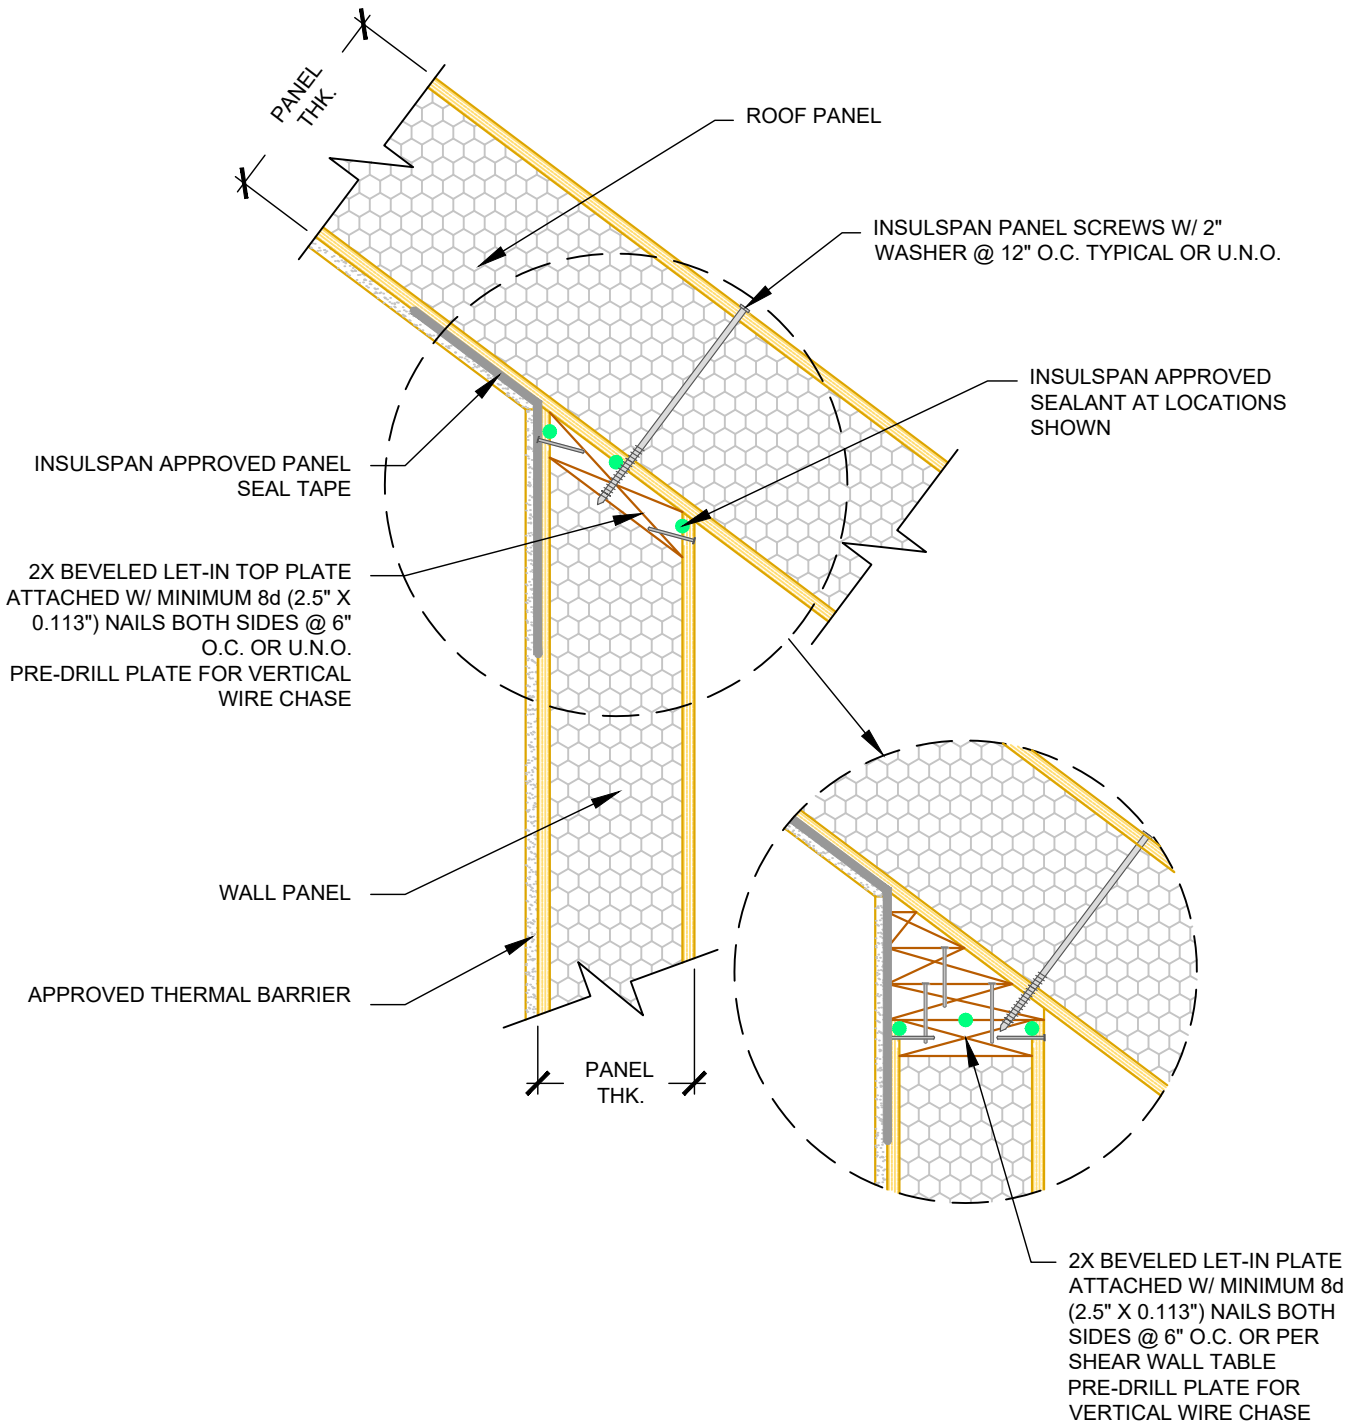 PANEL
THK.
ROOF PANEL
INSULSPAN PANEL SCREWS W/ 2"
WASHER @ 12" O.C. TYPICAL OR U.N.O.
INSULSPAN APPROVED
SEALANT AT LOCATIONS
SHOWN
INSULSPAN APPROVED PANEL
SEAL TAPE
2X BEVELED LET-IN TOP PLATE
ATTACHED W/ MINIMUM 8d (2.5" X
0.113") NAILS BOTH SIDES @ 6"
O.C. OR U.N.O.
PRE-DRILL PLATE FOR VERTICAL
WIRE CHASE
WALL PANEL
APPROVED THERMAL BARRIER
PANEL
THK.
2X BEVELED LET-IN PLATE
ATTACHED W/ MINIMUM 8d
(2.5" X 0.113") NAILS BOTH
SIDES @ 6" O.C. OR PER
SHEAR WALL TABLE
PRE-DRILL PLATE FOR
VERTICAL WIRE CHASE